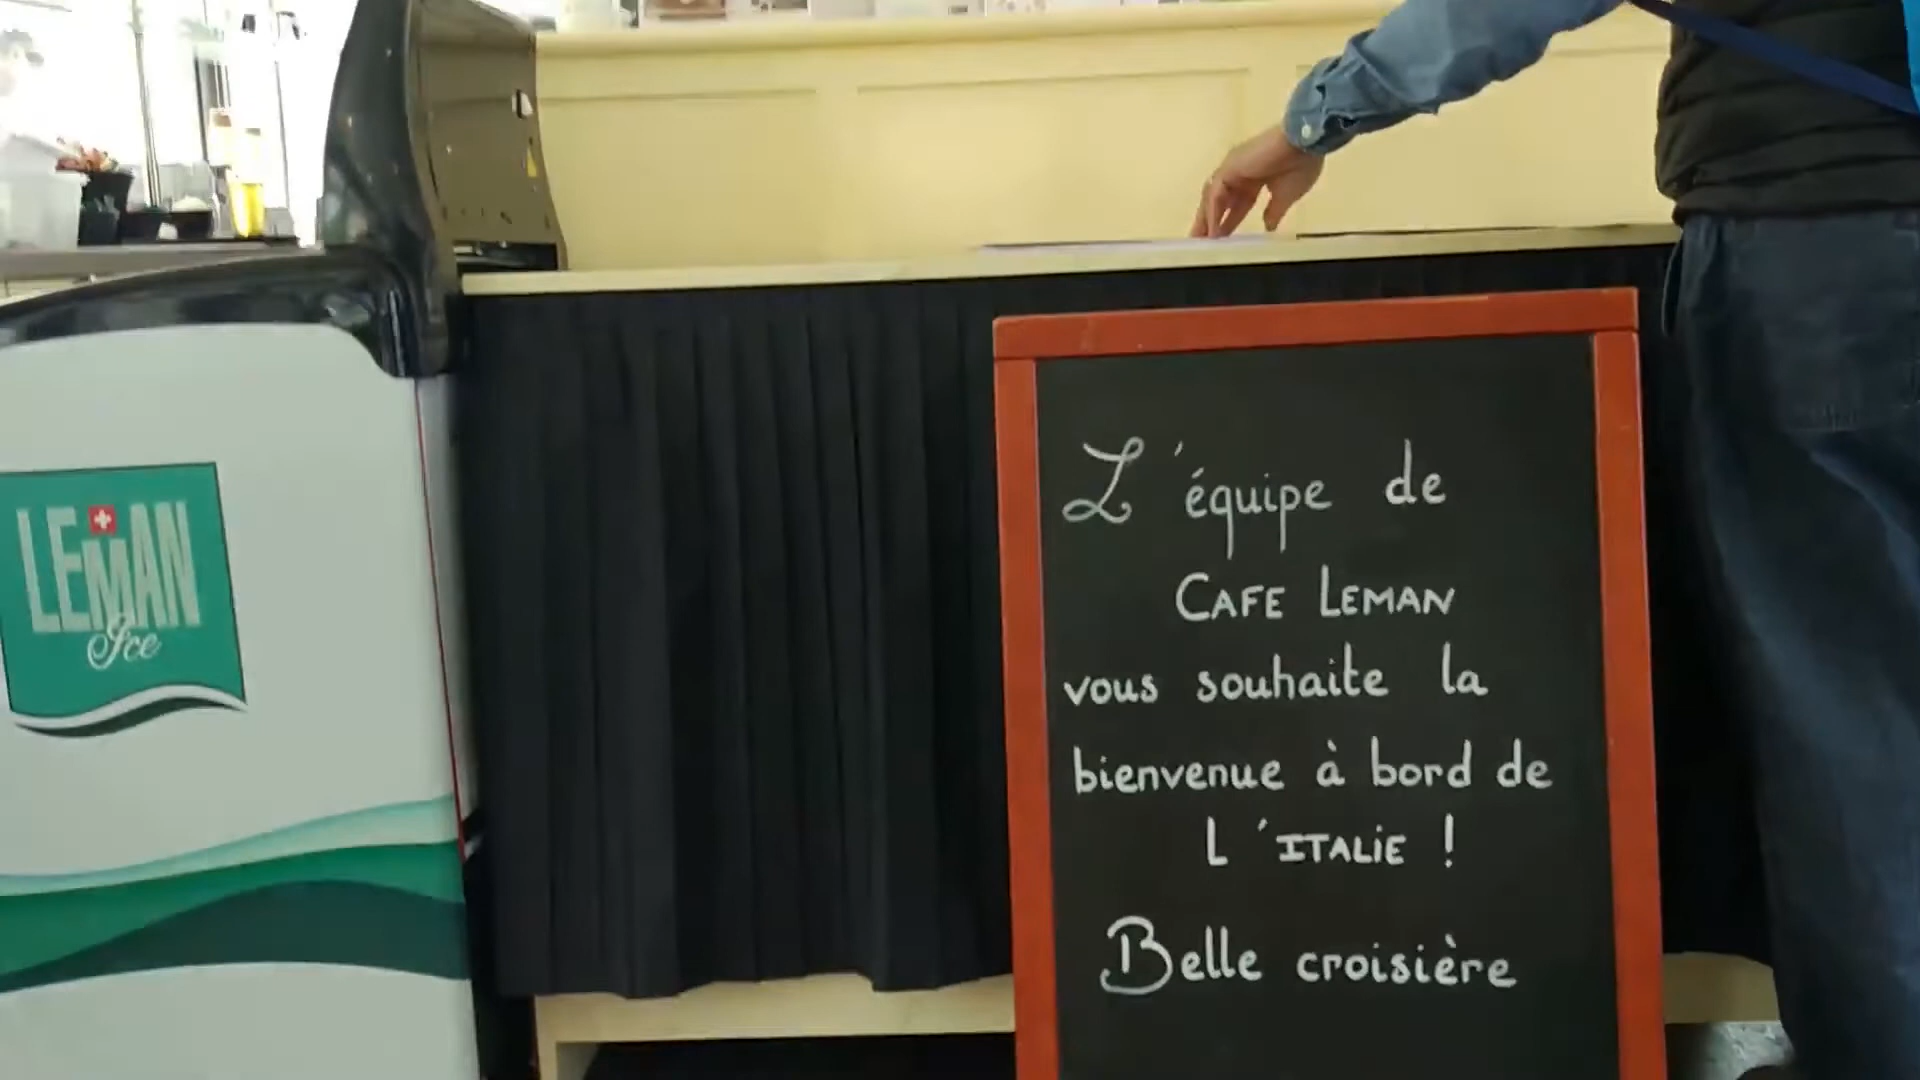 LEMAN
Ice
L'équipe de
CAFE LEMAN
vous souhaite la
bienvenue à bord de
L'ITALIE !
Belle croisière